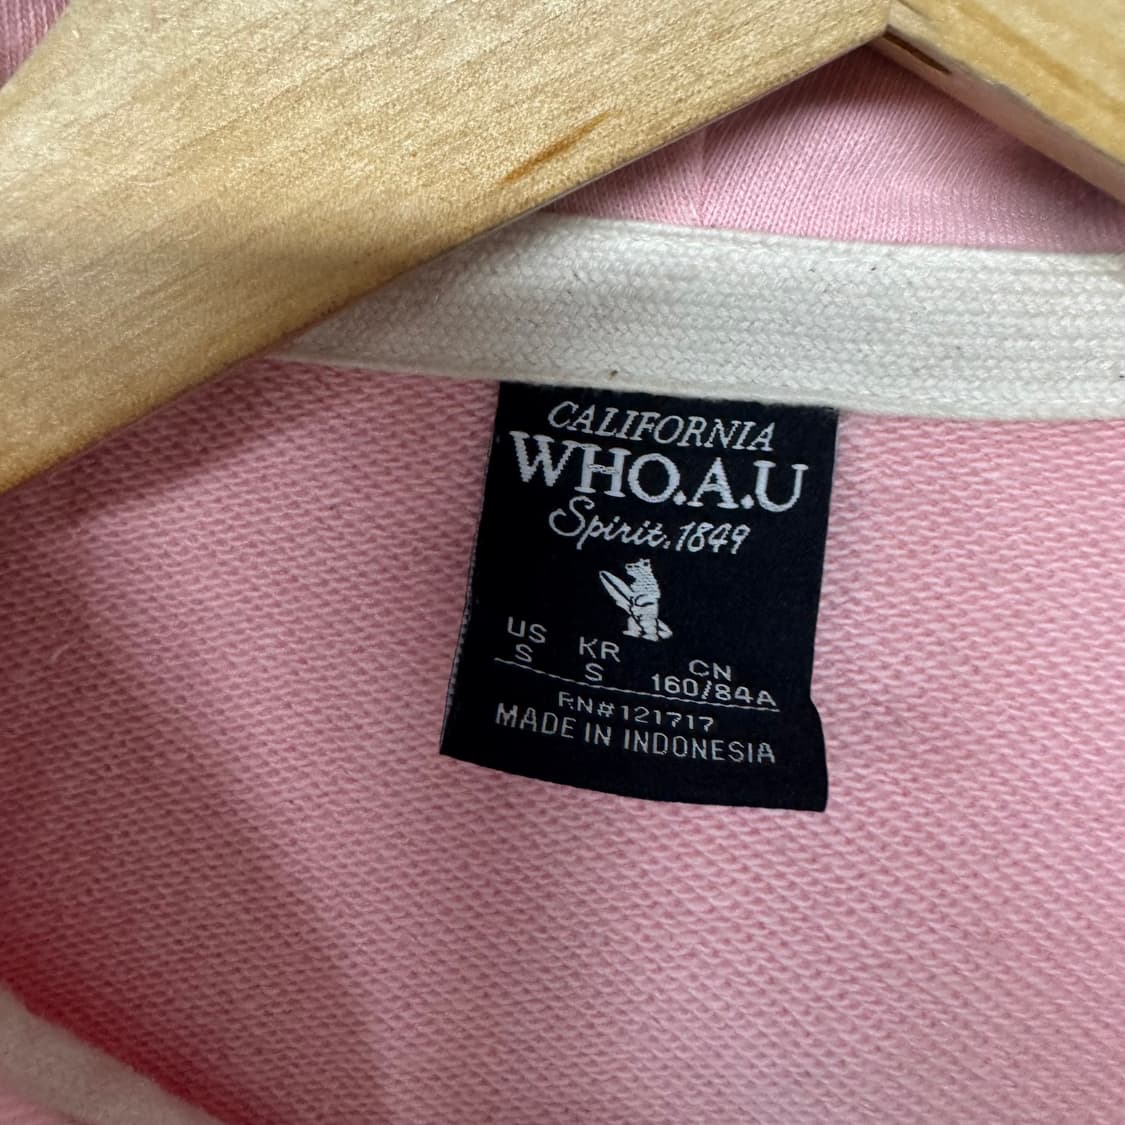 CALIFORNIA
WHO.A.U
Spirit.1849
US KR CN
S S 160/84A
RN#121717
MADE IN INDONESIA